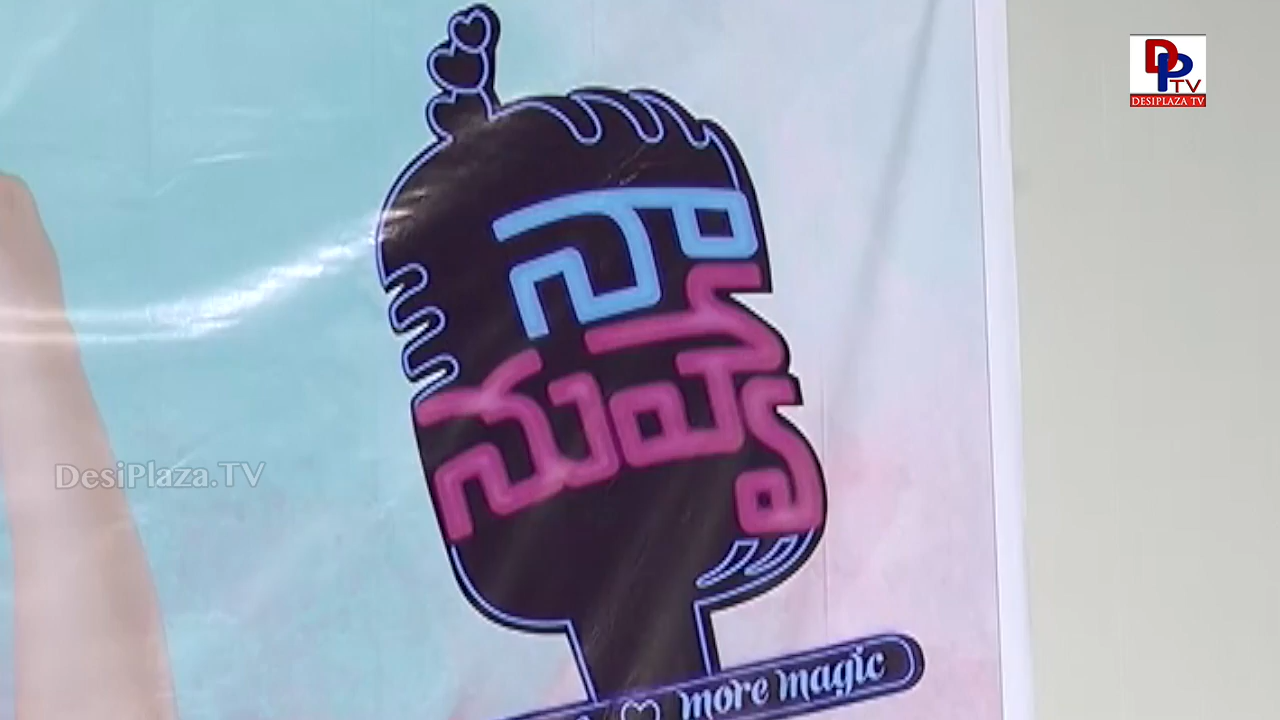 DP
TV
DESIPLAZA TV
నా
నువ్వే
DesiPlaza.TV
more magic